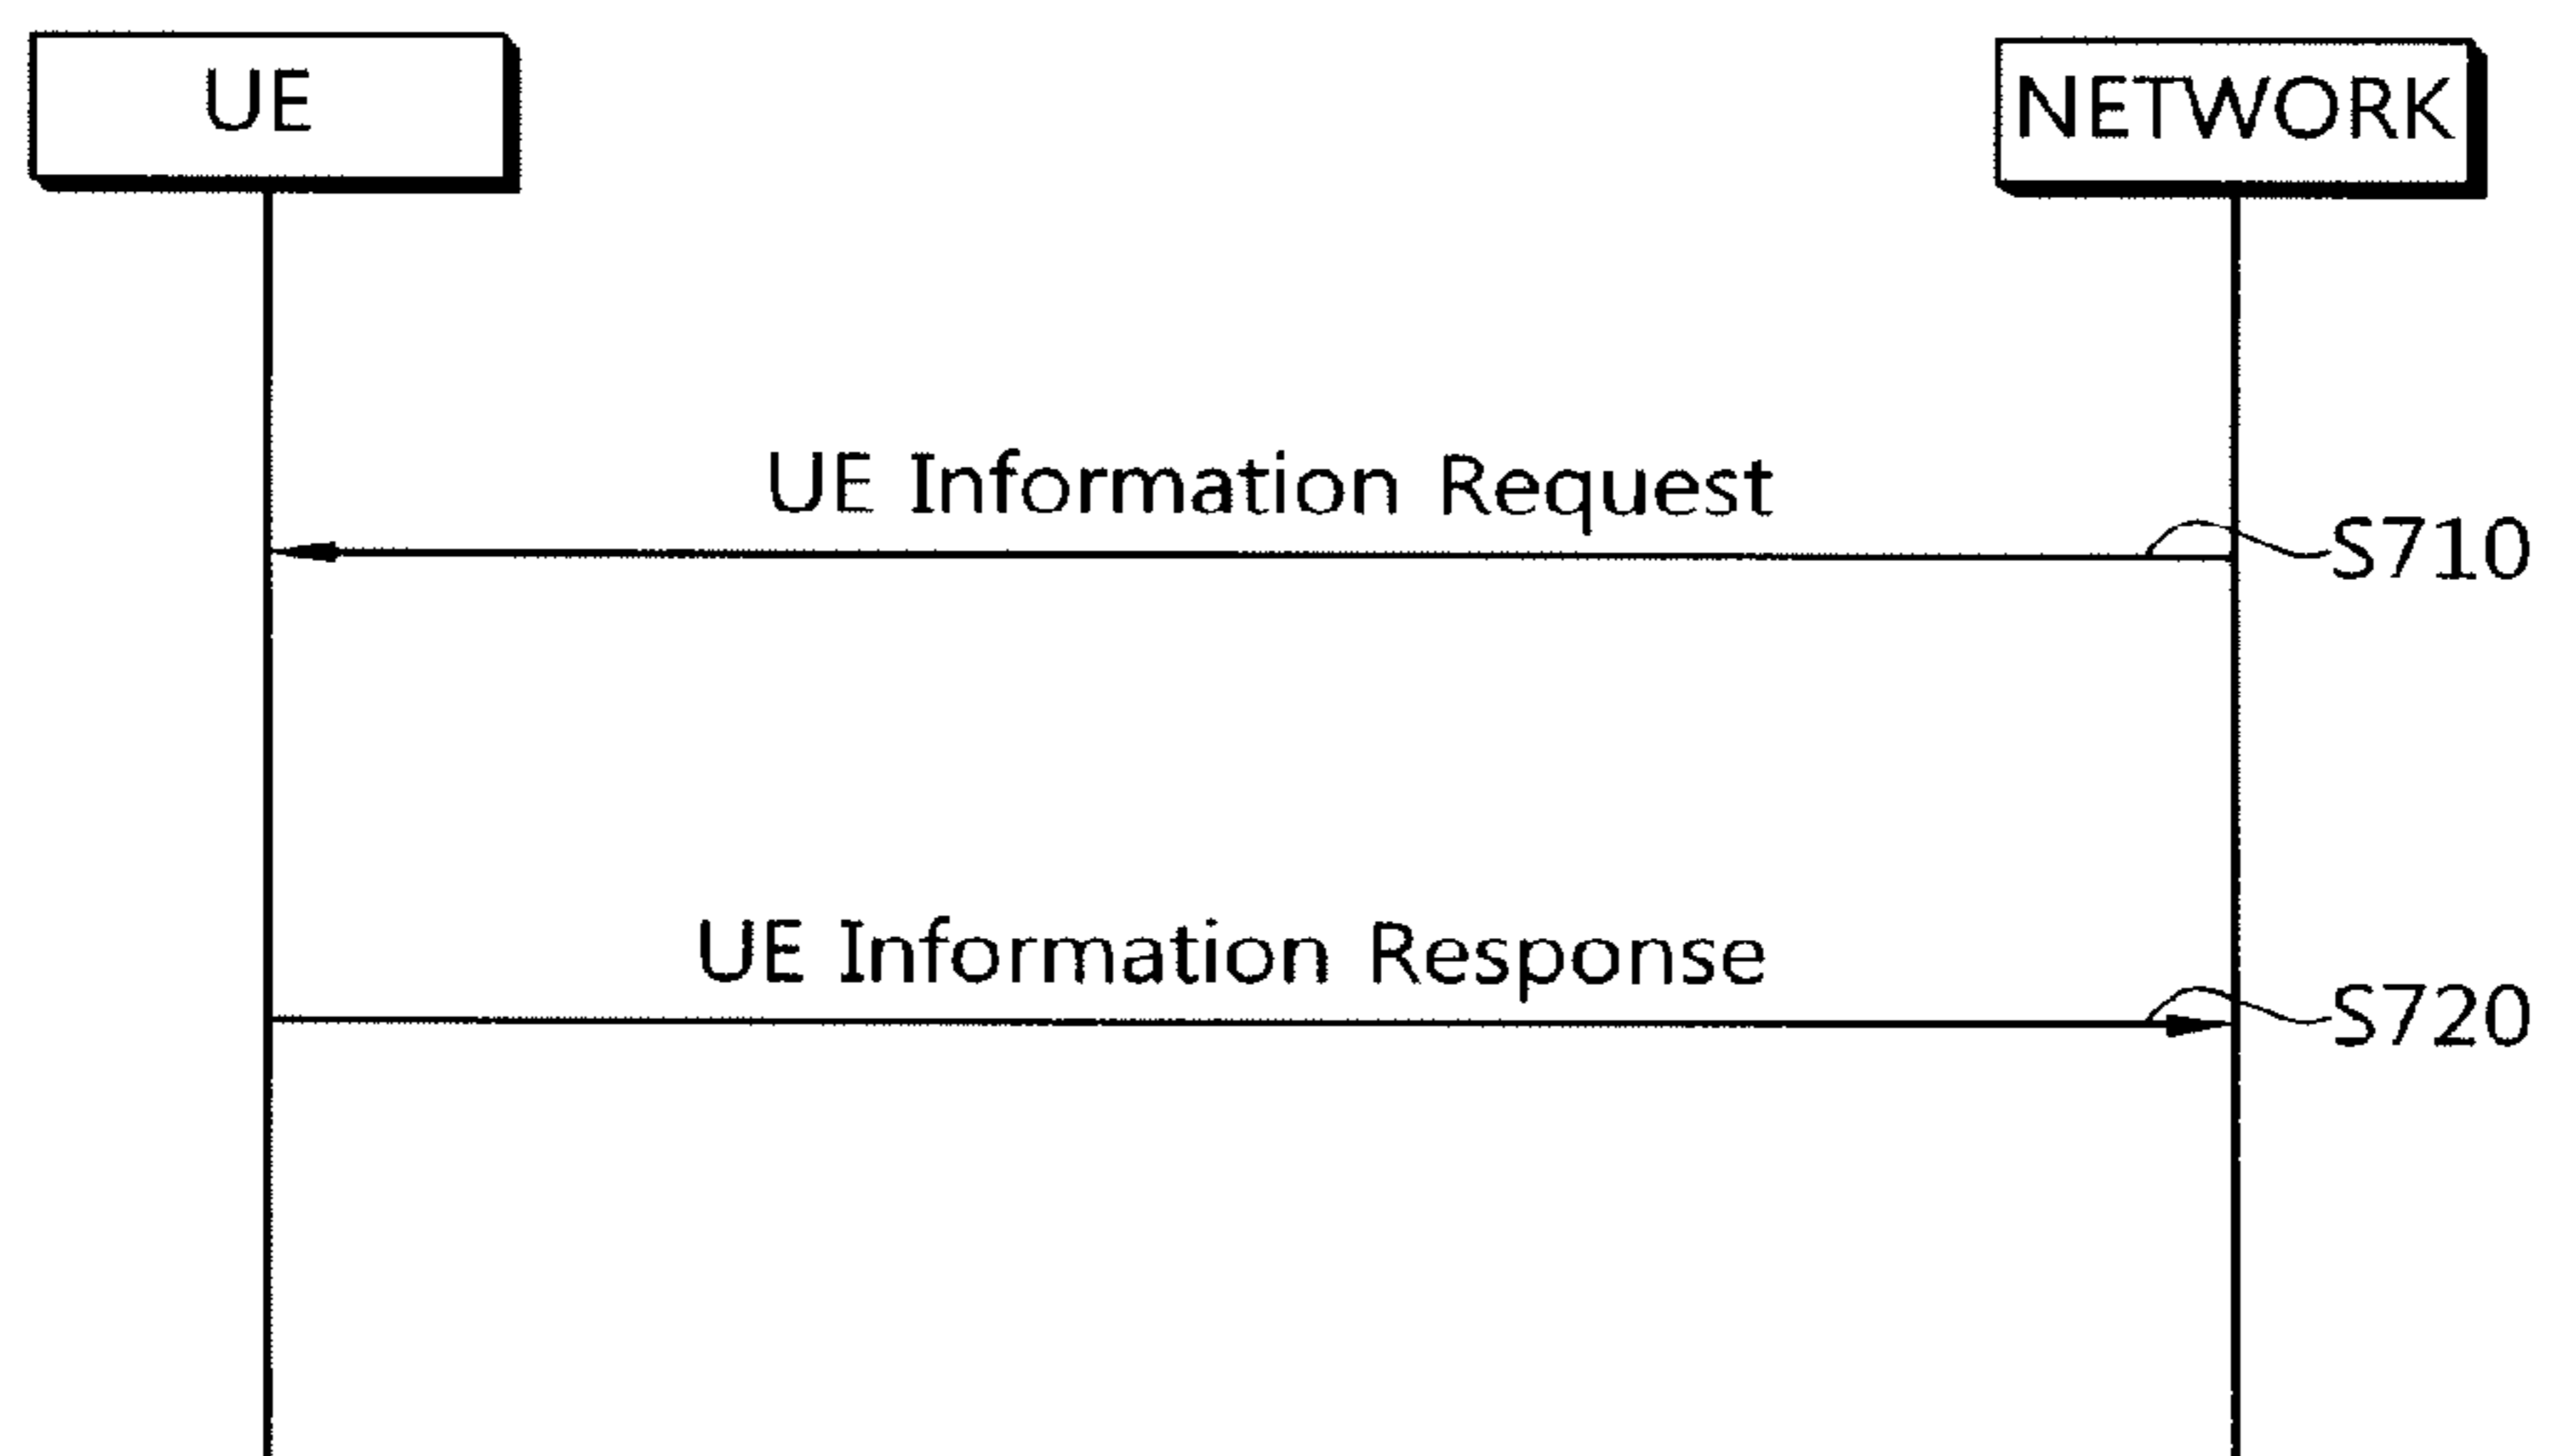 UE
NETWORK
UE Information Request
S710
UE Information Response
S720